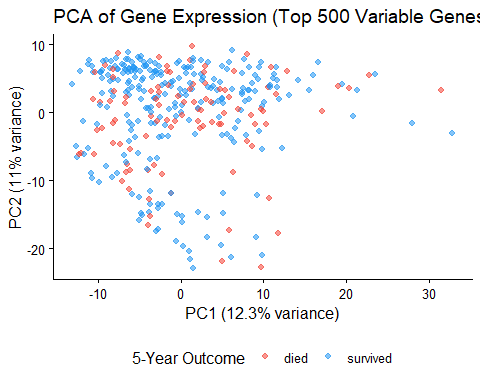 PCA of Gene Expression (Top 500 Variable Genes
10
0
-10
-20
PC2 (11% variance)
-10 0 10 20 30
PC1 (12.3% variance)
5-Year Outcome died survived